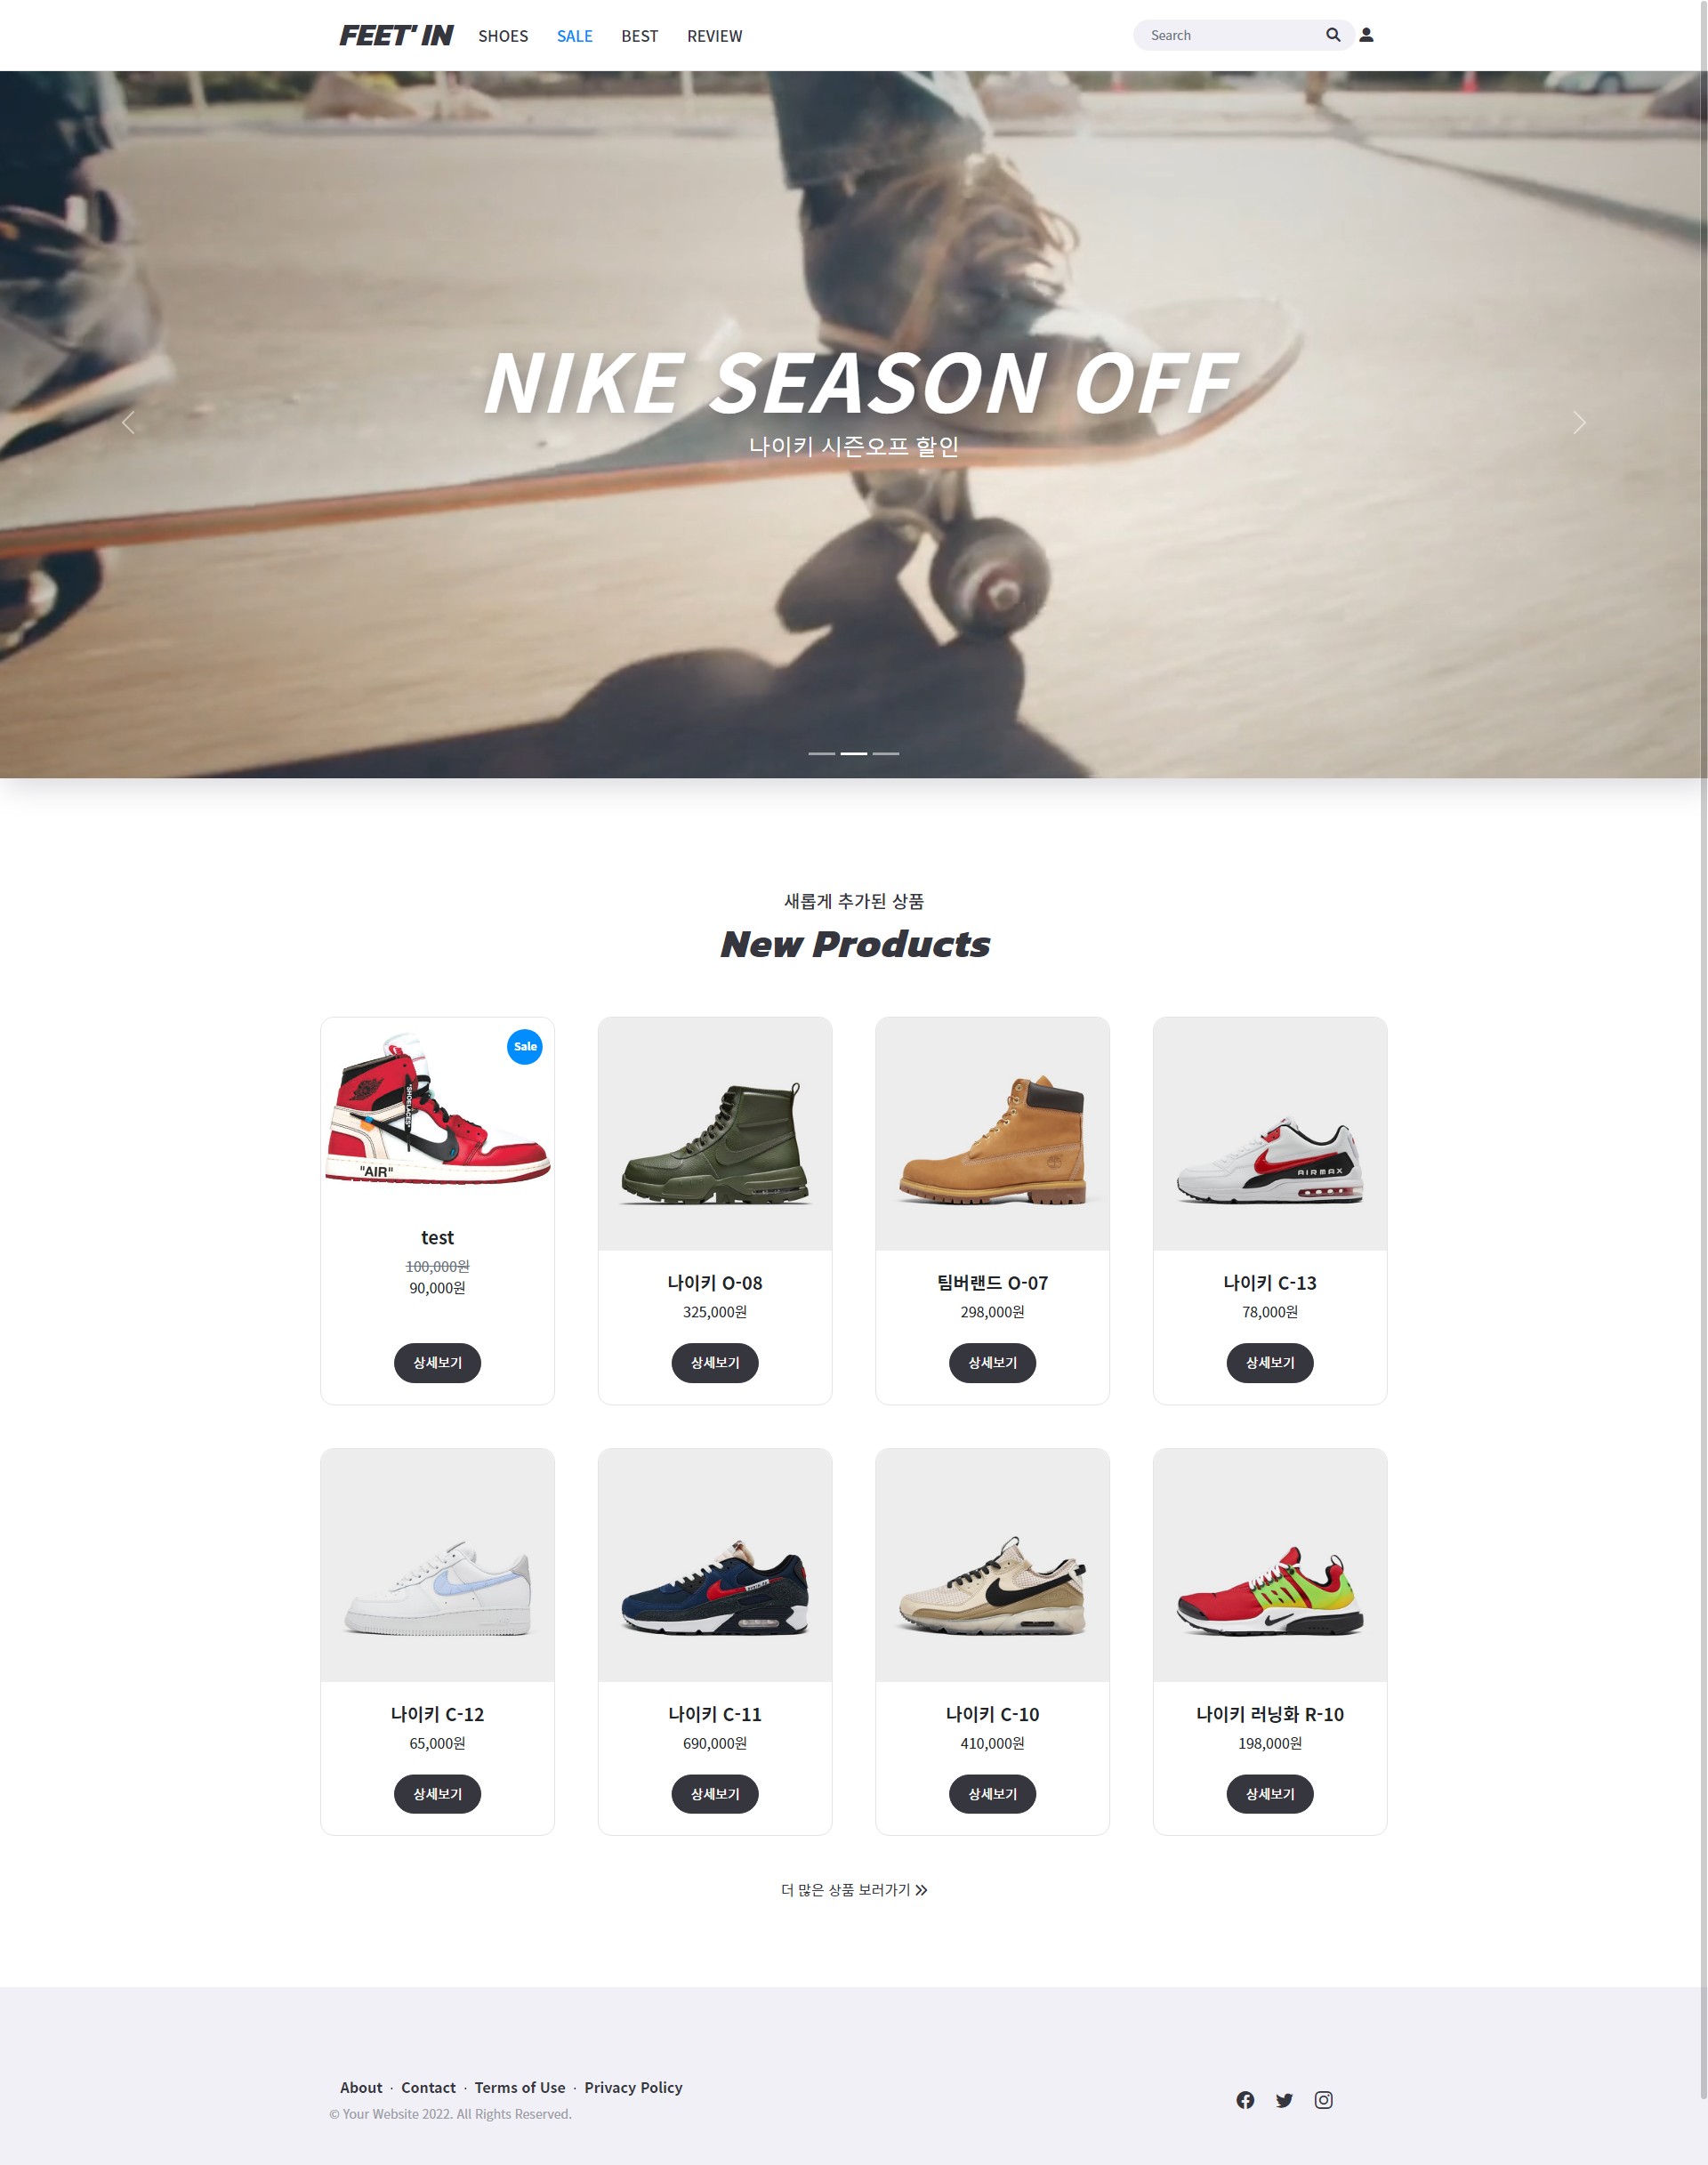 FEET' IN SHOES SALE BEST REVIEW Search
NIKE SEASON OFF
나이키 시즌오프 할인
새롭게 추가된 상품
New Products
Sale
"SHOELACES"
"AIR"
AIRMAX
test
100,000원
90,000원
상세보기
나이키 O-08
325,000원
상세보기
팀버랜드 O-07
298,000원
상세보기
나이키 C-13
78,000원
상세보기
나이키 C-12
65,000원
상세보기
나이키 C-11
690,000원
상세보기
나이키 C-10
410,000원
상세보기
나이키 러닝화 R-10
198,000원
상세보기
더 많은 상품 보러가기
About · Contact · Terms of Use · Privacy Policy
© Your Website 2022. All Rights Reserved.